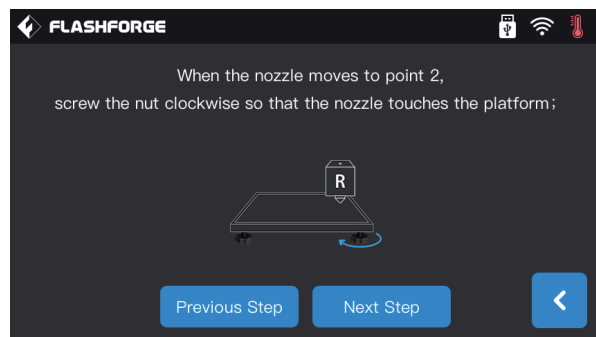 FLASHFORGE
When the nozzle moves to point 2,
screw the nut clockwise so that the nozzle touches the platform;
R
Previous Step
Next Step